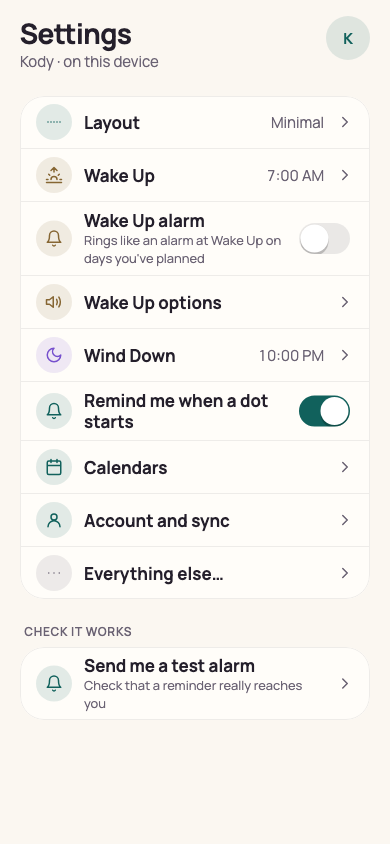 Settings
Kody · on this device
K
Layout
Minimal
Wake Up
7:00 AM
Wake Up alarm
Rings like an alarm at Wake Up on
days you've planned
Wake Up options
Wind Down
10:00 PM
Remind me when a dot
starts
Calendars
Account and sync
Everything else...
CHECK IT WORKS
Send me a test alarm
Check that a reminder really reaches
you